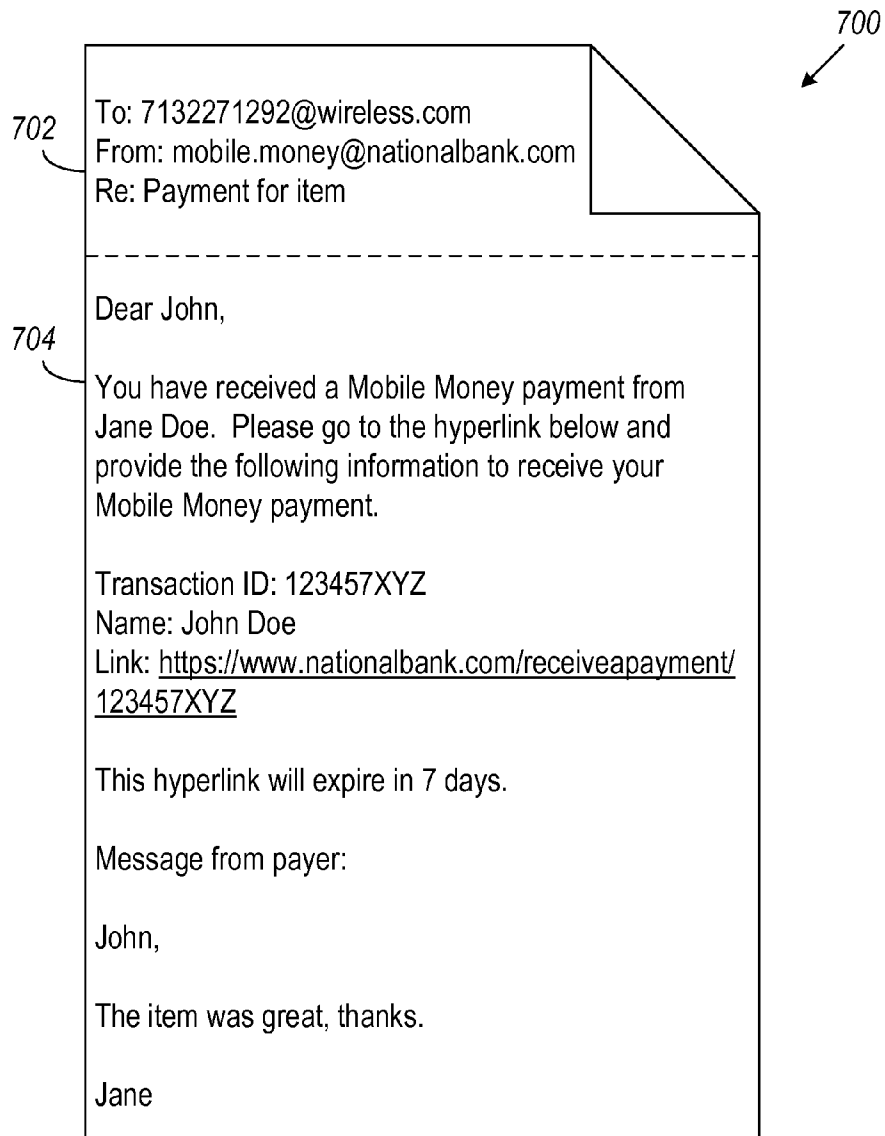 700
702
To: 7132271292@wireless.com
From: mobile.money@nationalbank.com
Re: Payment for item
Dear John,
704
You have received a Mobile Money payment from
Jane Doe.  Please go to the hyperlink below and
provide the following information to receive your
Mobile Money payment.
Transaction ID: 123457XYZ
Name: John Doe
Link: https://www.nationalbank.com/receiveapayment/
123457XYZ
This hyperlink will expire in 7 days.
Message from payer:
John,
The item was great, thanks.
Jane